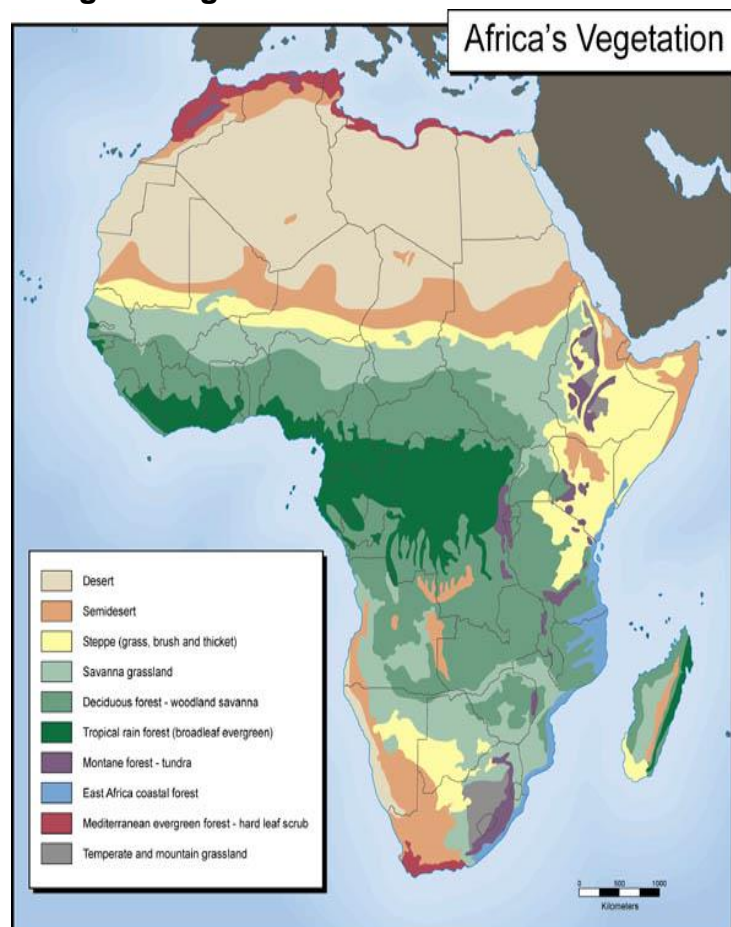 Africa's Vegetation
Desert
Semidesert
Steppe (grass, brush and thicket)
Savanna grassland
Deciduous forest - woodland savanna
Tropical rain forest (broadleaf evergreen)
Montane forest - tundra
East Africa coastal forest
Mediterranean evergreen forest - hard leaf scrub
Temperate and mountain grassland
0 500 1000
Kilometers